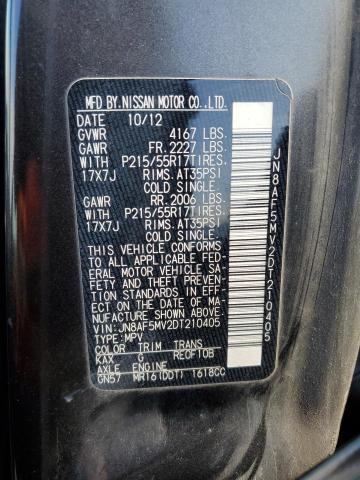 MFD.BY.NISSAN MOTOR CO.,LTD.
DATE 10/12
GVWR 4167 LBS.
GAWR FR. 2227 LBS.
WITH P215/55R17TIRES.
17X7J RIMS.AT35PSI
COLD SINGLE.
GAWR RR. 2006 LBS.
WITH P215/55R17TIRES.
17X7J RIMS.AT35PSI
COLD SINGLE.
THIS VEHICLE CONFORMS
TO ALL APPLICABLE FED-
ERAL MOTOR VEHICLE SA-
FETY AND THEFT PREVEN-
TION STANDARDS IN EFF-
ECT ON THE DATE OF MA-
NUFACTURE SHOWN ABOVE.
VIN:JN8AF5MV2DT210405
TYPE:MPV
COLOR TRIM TRANS
KAX G RE0F10B
AXLE ENGINE
GN57 MR16(DDT) 1618CC
JN8AF5MV2DT210405